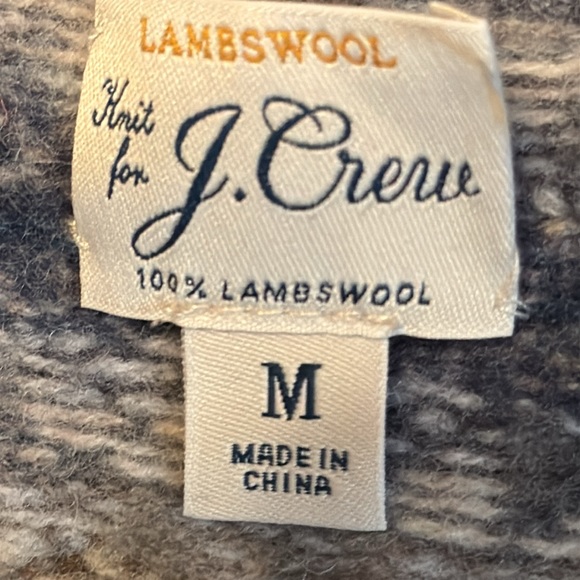 LAMBSWOOL
Knit for J.Crew
100% LAMBSWOOL
M
MADE IN
CHINA